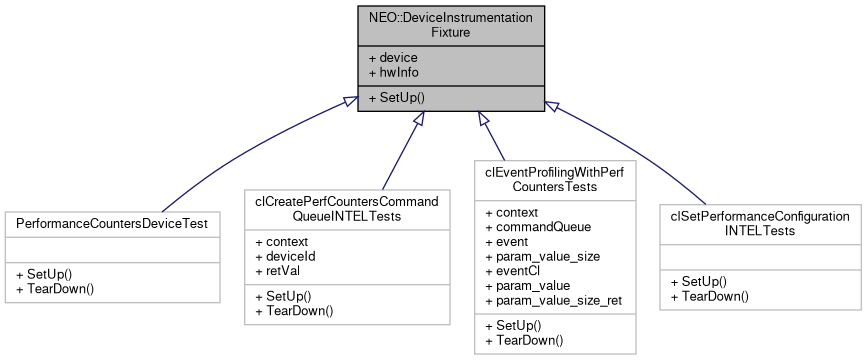 NEO::DeviceInstrumentation
Fixture
+ device
+ hwInfo
+ SetUp()
PerformanceCountersDeviceTest
+ SetUp()
+ TearDown()
clCreatePerfCountersCommand
QueueINTELTests
+ context
+ deviceId
+ retVal
+ SetUp()
+ TearDown()
clEventProfilingWithPerf
CountersTests
+ context
+ commandQueue
+ event
+ param_value_size
+ eventCl
+ param_value
+ param_value_size_ret
+ SetUp()
+ TearDown()
clSetPerformanceConfiguration
INTELTests
+ SetUp()
+ TearDown()